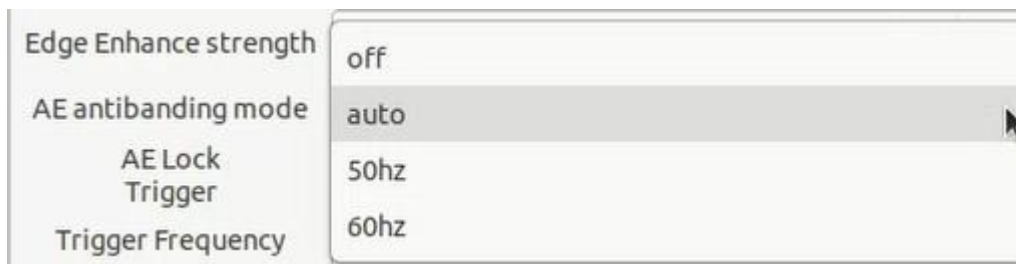 Edge Enhance strength
off
AE antibanding mode
auto
AE Lock
50hz
Trigger
Trigger Frequency
60hz